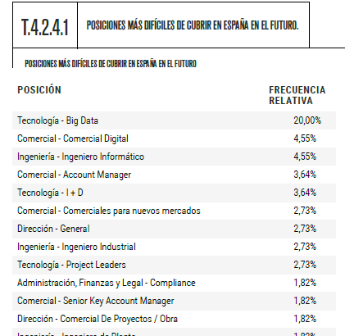 T.4.2.4.1
POSICIONES MÁS DIFÍCILES DE CUBRIR EN ESPAÑA EN EL FUTURO.
POSICIONES MÁS DIFÍCILES DE CUBRIR EN ESPAÑA EN EL FUTURO
POSICIÓN FRECUENCIA RELATIVA
Tecnología - Big Data 20,00%
Comercial - Comercial Digital 4,55%
Ingeniería - Ingeniero Informático 4,55%
Comercial - Account Manager 3,64%
Tecnología - I + D 3,64%
Comercial - Comerciales para nuevos mercados 2,73%
Dirección - General 2,73%
Ingeniería - Ingeniero Industrial 2,73%
Tecnología - Project Leaders 2,73%
Administración, Finanzas y Legal - Compliance 1,82%
Comercial - Senior Key Account Manager 1,82%
Dirección - Comercial De Proyectos / Obra 1,82%
Ingeniería - Ingeniero de Planta 1,82%